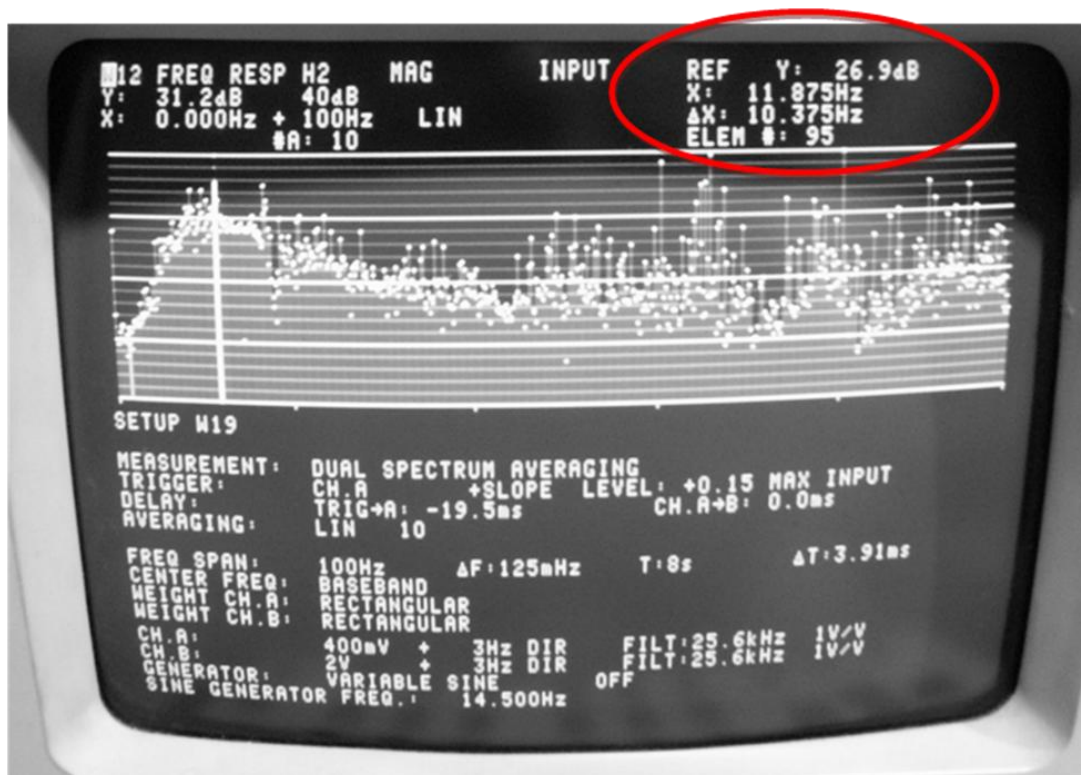 W12 FREQ RESP H2 MAG INPUT REF Y: 26.9dB
Y: 31.2dB 40dB X: 11.875Hz
X: 0.000Hz + 100Hz LIN ΔX: 10.375Hz
#A: 10 ELEM #: 95
SETUP W19
MEASUREMENT: DUAL SPECTRUM AVERAGING
TRIGGER: CH.A +SLOPE LEVEL: +0.15 MAX INPUT
DELAY: TRIG→A: -19.5ms CH.A→B: 0.0ms
AVERAGING: LIN 10
FREQ SPAN: 100Hz ΔF:125mHz T:8s ΔT:3.91ms
CENTER FREQ: BASEBAND
WEIGHT CH.A: RECTANGULAR
WEIGHT CH.B: RECTANGULAR
CH.A: 400mV + 3Hz DIR FILT:25.6kHz 1V/V
CH.B: 2V + 3Hz DIR FILT:25.6kHz 1V/V
GENERATOR: VARIABLE SINE OFF
SINE GENERATOR FREQ.: 14.500Hz